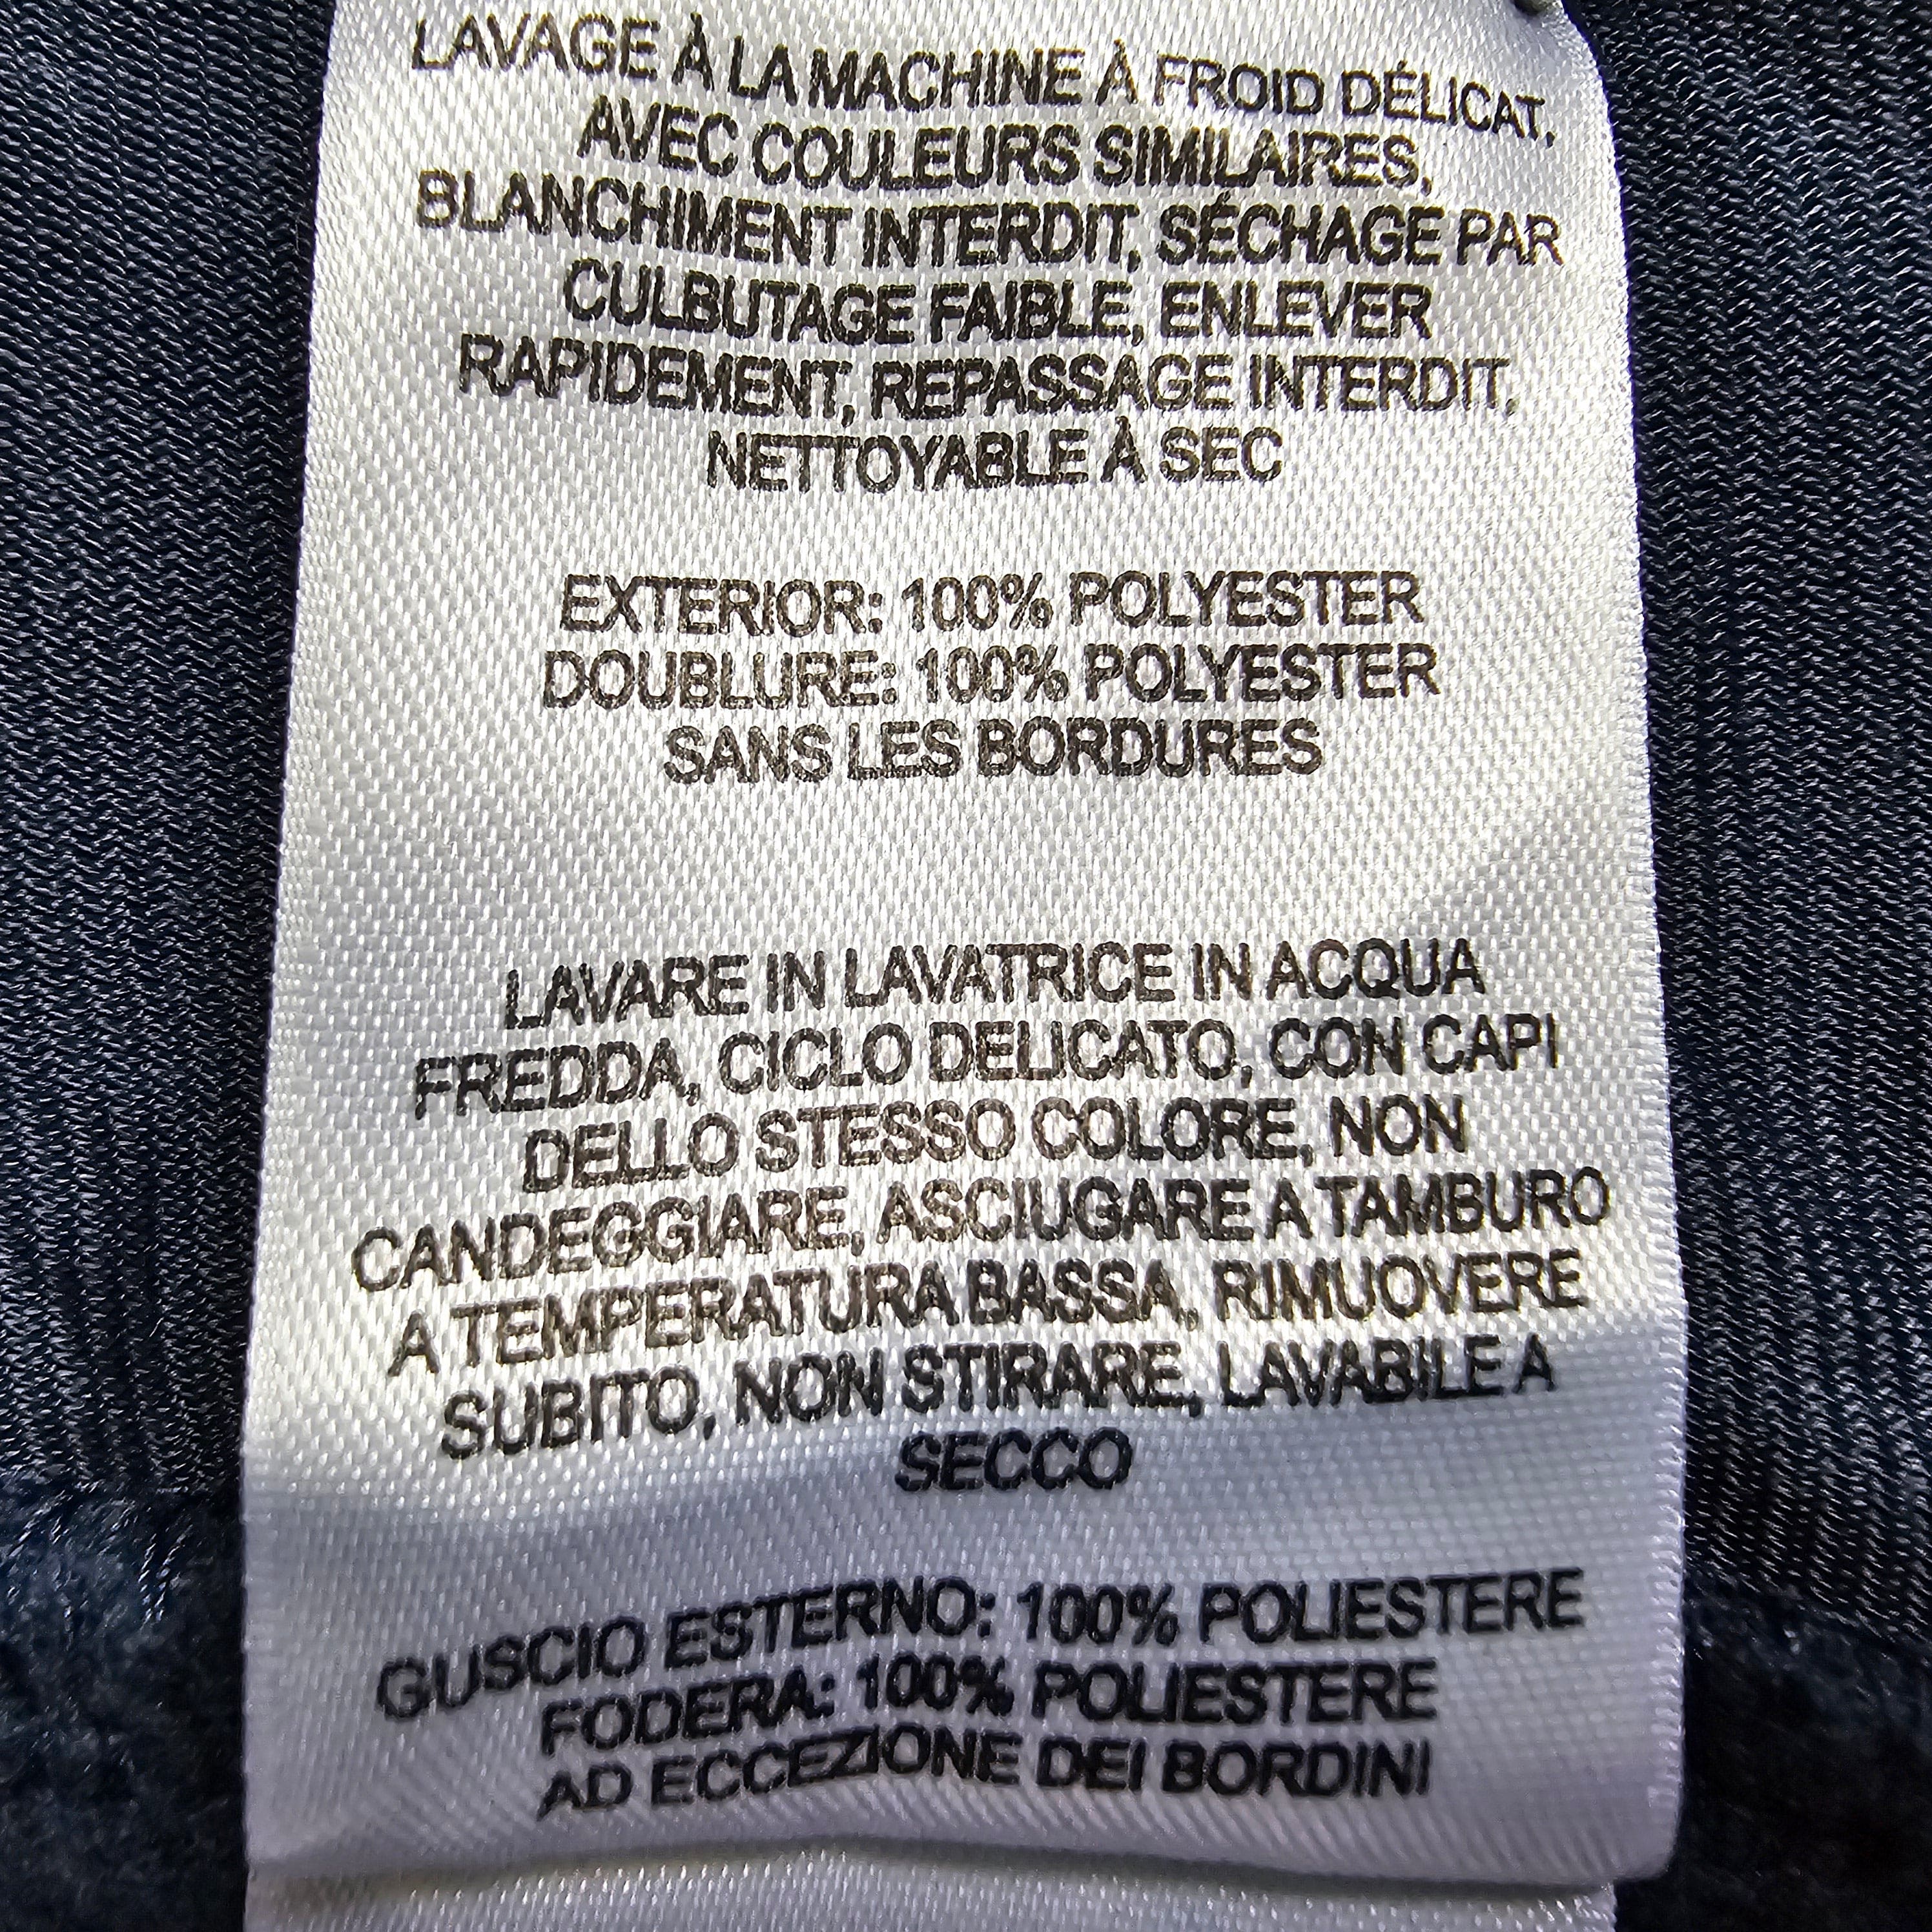 LAVAGE À LA MACHINE À FROID DÉLICAT,
AVEC COULEURS SIMILAIRES,
BLANCHIMENT INTERDIT, SÉCHAGE PAR
CULBUTAGE FAIBLE, ENLEVER
RAPIDEMENT, REPASSAGE INTERDIT,
NETTOYABLE À SEC
EXTERIOR: 100% POLYESTER
DOUBLURE: 100% POLYESTER
SANS LES BORDURES
LAVARE IN LAVATRICE IN ACQUA
FREDDA, CICLO DELICATO, CON CAPI
DELLO STESSO COLORE, NON
CANDEGGIARE, ASCIUGARE A TAMBURO
A TEMPERATURA BASSA, RIMUOVERE
SUBITO, NON STIRARE, LAVABILE A
SECCO
GUSCIO ESTERNO: 100% POLIESTERE
FODERA: 100% POLIESTERE
AD ECCEZIONE DEI BORDINI